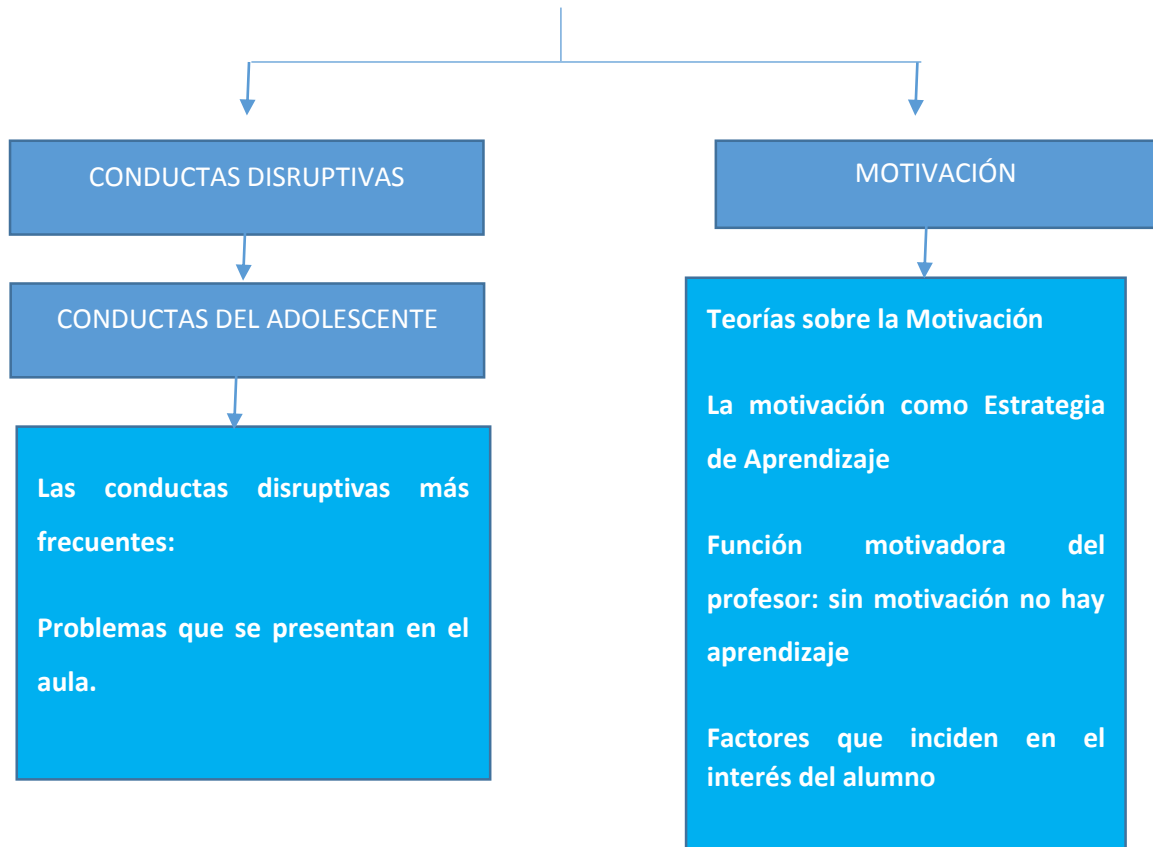 CONDUCTAS DISRUPTIVAS
CONDUCTAS DEL ADOLESCENTE
Las conductas disruptivas más
frecuentes:
Problemas que se presentan en el
aula.
MOTIVACIÓN
Teorías sobre la Motivación
La motivación como Estrategia
de Aprendizaje
Función motivadora del
profesor: sin motivación no hay
aprendizaje
Factores que inciden en el
interés del alumno